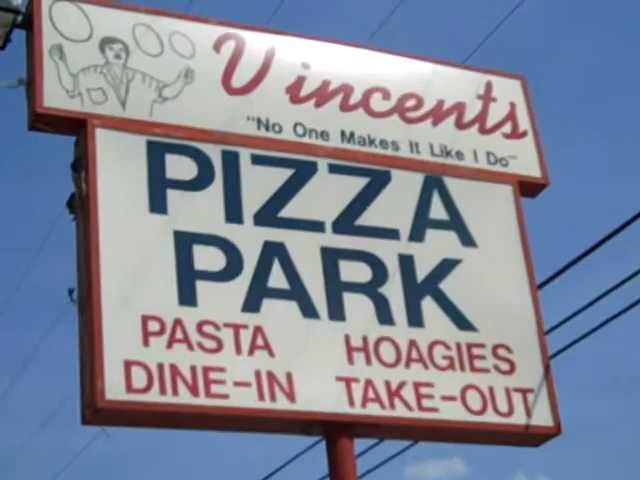 Vincents
"No One Makes It Like I Do"
PIZZA
PARK
PASTA HOAGIES
DINE-IN TAKE-OUT